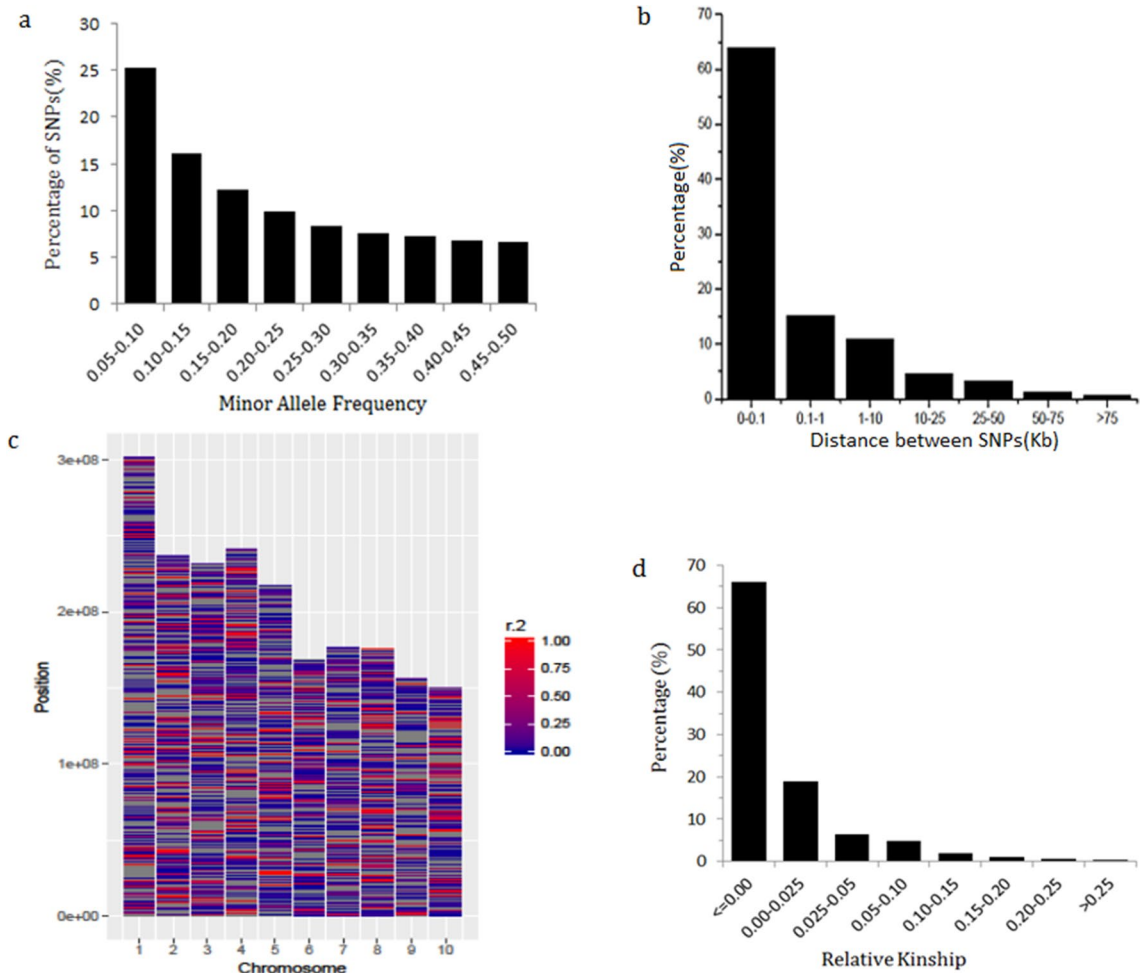 a
30
25
20
15
10
5
0
Percentage of SNPs(%)
0.05-0.10
0.10-0.15
0.15-0.20
0.20-0.25
0.25-0.30
0.30-0.35
0.35-0.40
0.40-0.45
0.45-0.50
Minor Allele Frequency
b
70
60
50
40
30
20
10
0
Percentage(%)
0-0.1
0.1-1
1-10
10-25
25-50
50-75
>75
Distance between SNPs(Kb)
c
3e+08
2e+08
1e+08
0e+00
Position
1 2 3 4 5 6 7 8 9 10
Chromosome
r.2
1.00
0.75
0.50
0.25
0.00
d
70
60
50
40
30
20
10
0
Percentage (%)
<=0.00
0.00-0.025
0.025-0.05
0.05-0.10
0.10-0.15
0.15-0.20
0.20-0.25
>0.25
Relative Kinship